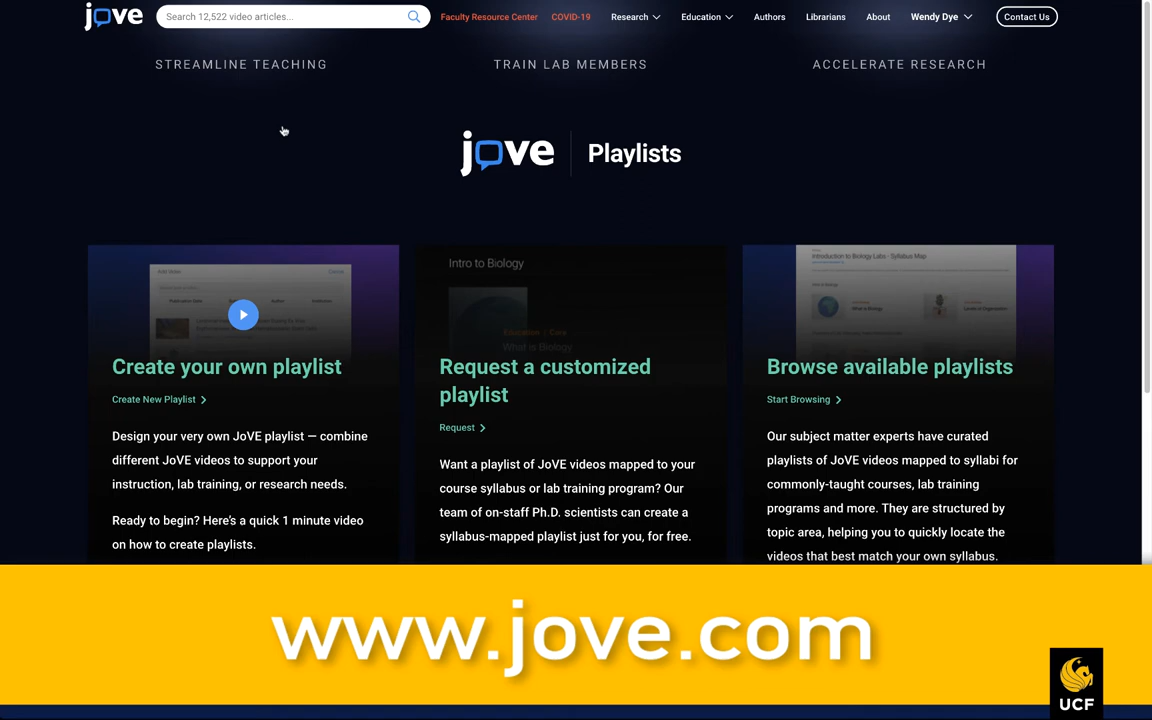 jove
Search 12,522 video articles...
Faculty Resource Center
COVID-19
Research
Education
Authors
Librarians
About
Wendy Dye
Contact Us
STREAMLINE TEACHING
TRAIN LAB MEMBERS
ACCELERATE RESEARCH
jove
Playlists
Create your own playlist
Create New Playlist
Design your very own JoVE playlist — combine
different JoVE videos to support your
instruction, lab training, or research needs.
Ready to begin? Here's a quick 1 minute video
on how to create playlists.
Intro to Biology
What is Biology
Request a customized
playlist
Request
Want a playlist of JoVE videos mapped to your
course syllabus or lab training program? Our
team of on-staff Ph.D. scientists can create a
syllabus-mapped playlist just for you, for free.
Introduction to Biology Labs - Syllabus Map
What is Biology
Browse available playlists
Start Browsing
Our subject matter experts have curated
playlists of JoVE videos mapped to syllabi for
commonly-taught courses, lab training
programs and more. They are structured by
topic area, helping you to quickly locate the
videos that best match your own syllabus.
www.jove.com
UCF